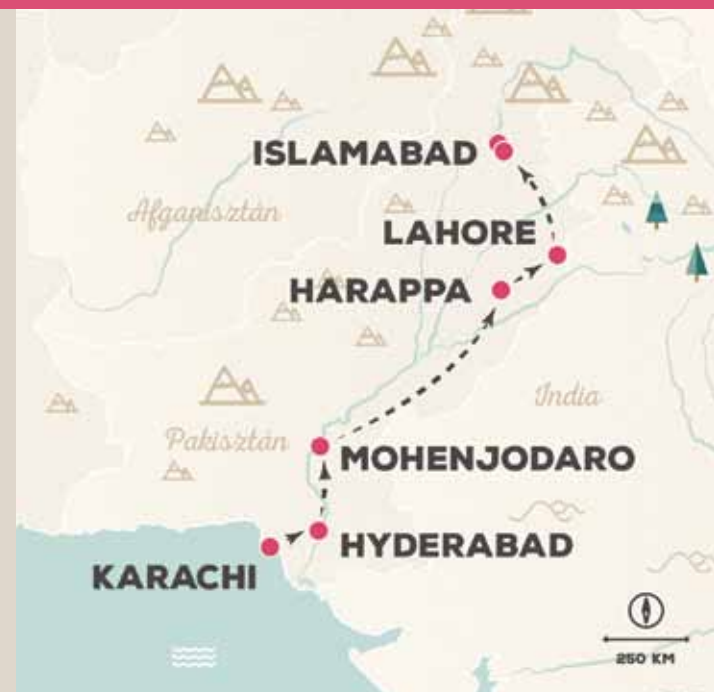 ISLAMABAD
Afganisztán
LAHORE
HARAPPA
India
Pakisztán
MOHENJODARO
HYDERABAD
KARACHI
250 KM